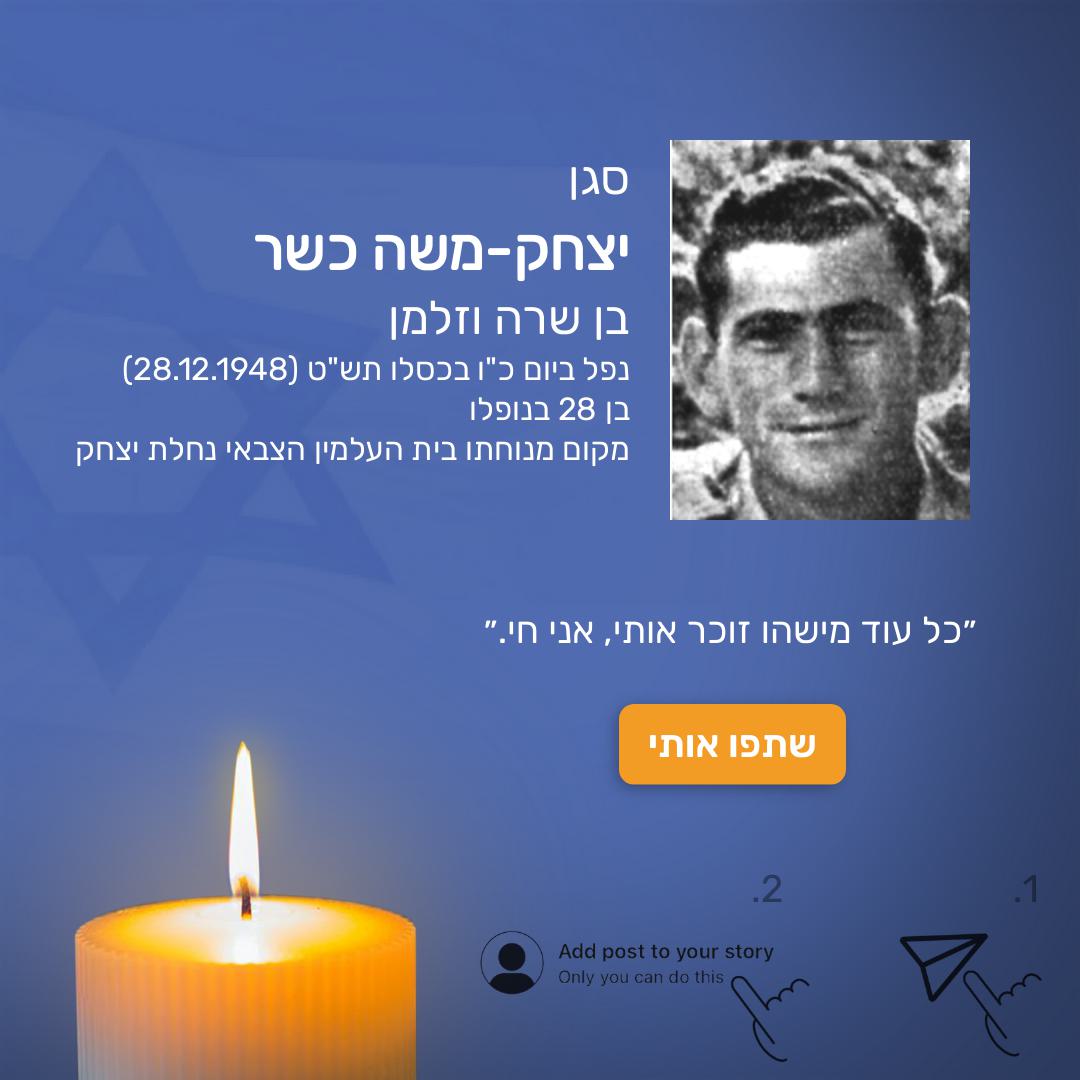 סגן
יצחק-משה כשר
בן שרה וזלמן
נפל ביום כ"ו בכסלו תש"ט (28.12.1948)
בן 28 בנופלו
מקום מנוחתו בית העלמין הצבאי נחלת יצחק
״כל עוד מישהו זוכר אותי, אני חי.״
שתפו אותי
1.
2.
Add post to your story
Only you can do this